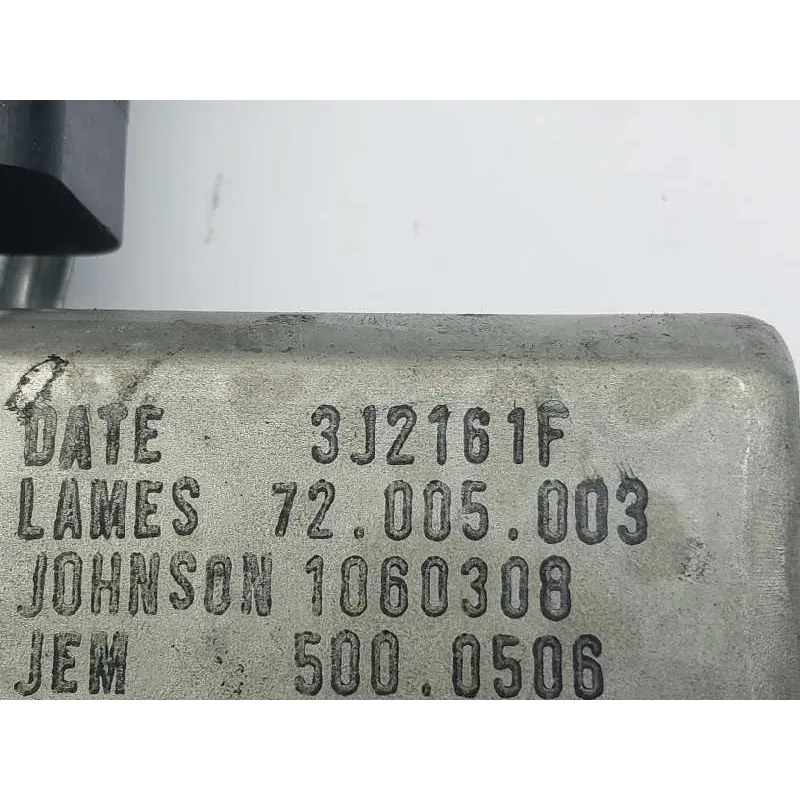 DATE 3J2161F
LAMES 72.005.003
JOHNSON 1060308
JEM 500.0506